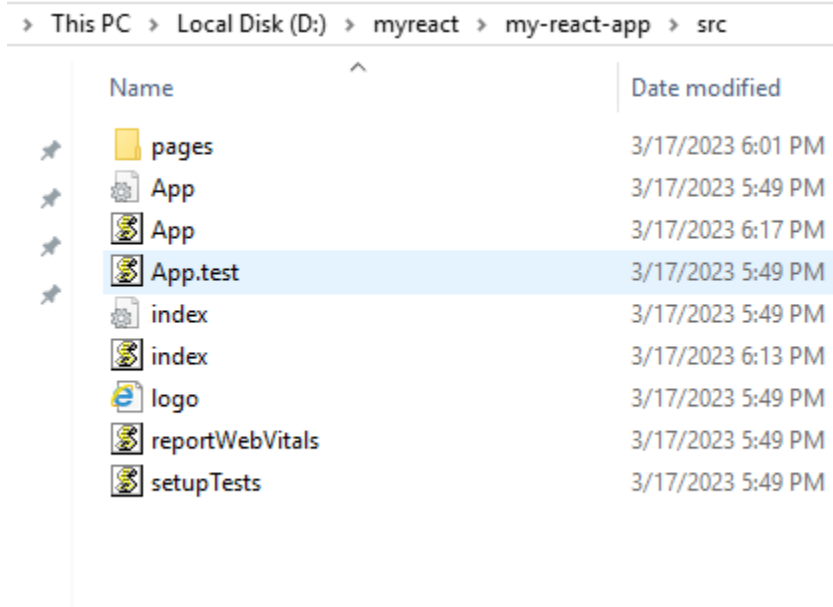 This PC > Local Disk (D:) > myreact > my-react-app > src
Name Date modified
pages 3/17/2023 6:01 PM
App 3/17/2023 5:49 PM
App 3/17/2023 6:17 PM
App.test 3/17/2023 5:49 PM
index 3/17/2023 5:49 PM
index 3/17/2023 6:13 PM
logo 3/17/2023 5:49 PM
reportWebVitals 3/17/2023 5:49 PM
setupTests 3/17/2023 5:49 PM